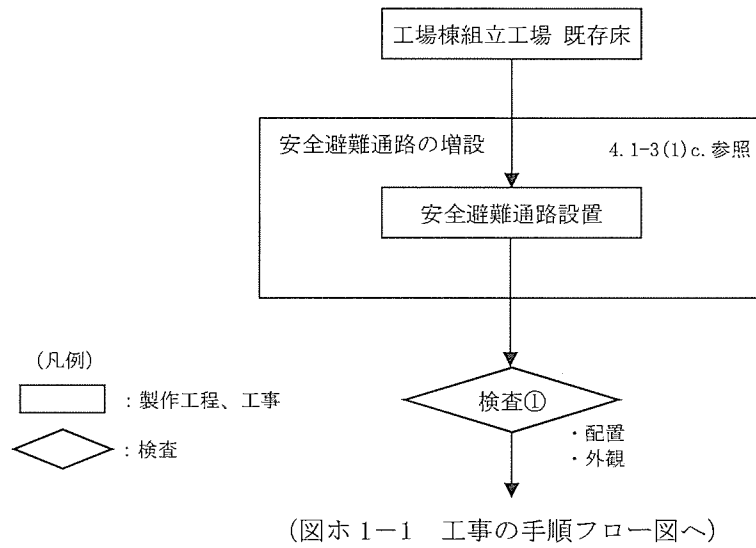 工場棟組立工場 既存床
安全避難通路の増設
4.1-3(1)c.参照
安全避難通路設置
検査①
・配置
・外観
(凡例)
：製作工程、工事
：検査
(図ホ1－1 工事の手順フロー図へ)